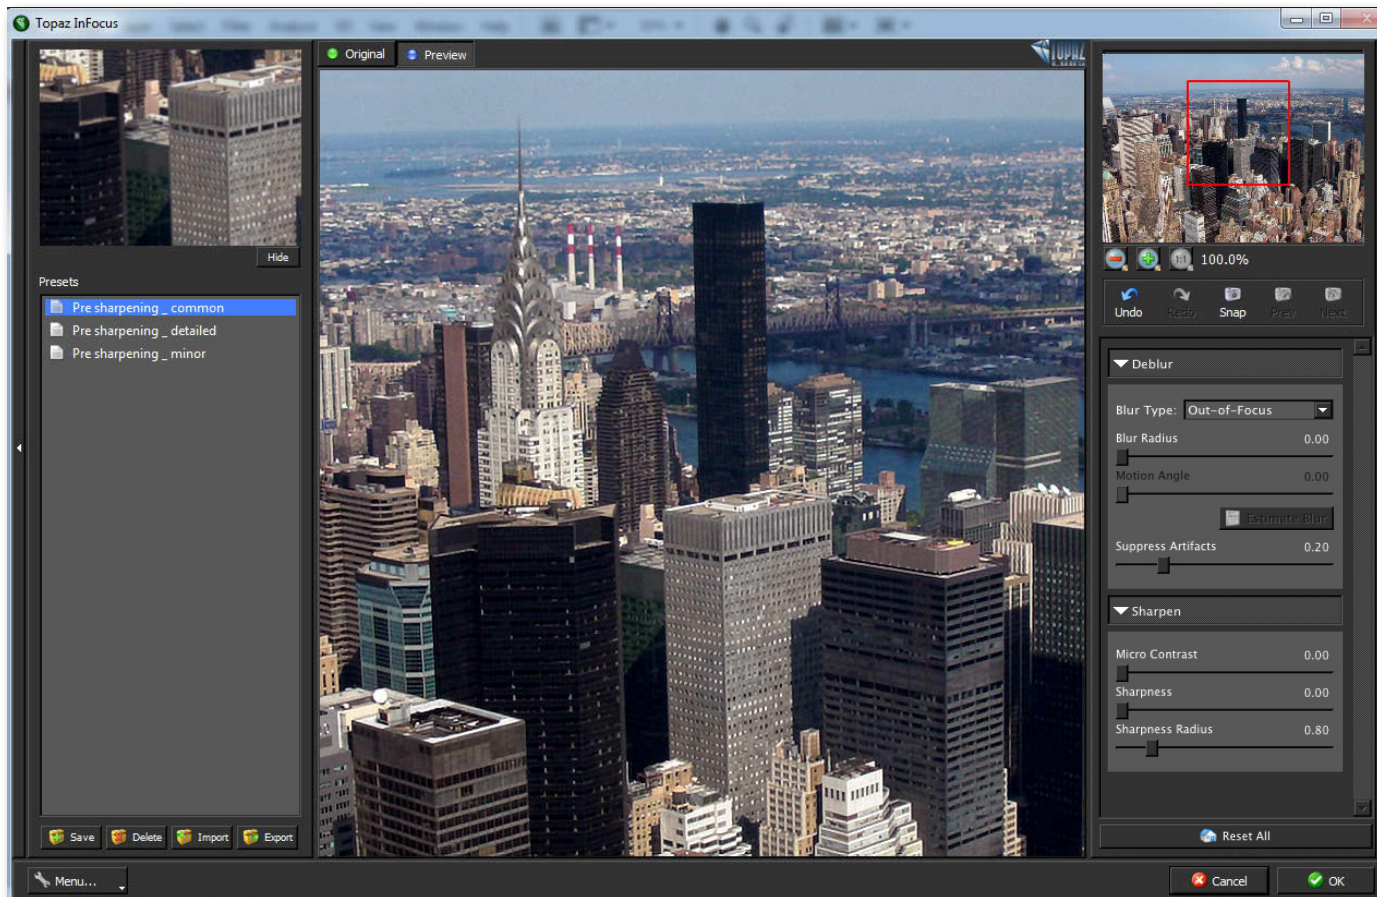 Topaz InFocus
Original
Preview
TOPAZ
Hide
Presets
Pre sharpening _ common
Pre sharpening _ detailed
Pre sharpening _ minor
Save
Delete
Import
Export
Menu...
1:1
100.0%
Undo
Redo
Snap
Prev
Next
Deblur
Blur Type: Out-of-Focus
Blur Radius 0.00
Motion Angle 0.00
Estimate Blur
Suppress Artifacts 0.20
Sharpen
Micro Contrast 0.00
Sharpness 0.00
Sharpness Radius 0.80
Reset All
Cancel
OK